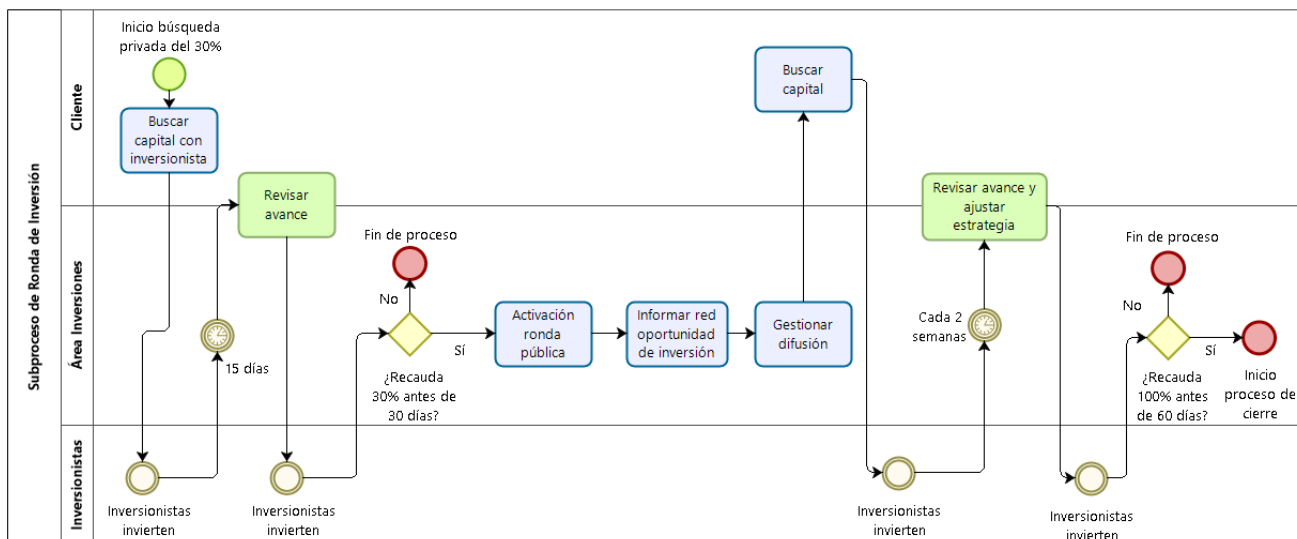 Subproceso de Ronda de Inversión
Cliente
Inicio búsqueda
privada del 30%
Buscar
capital con
inversionista
Revisar
avance
Buscar
capital
Revisar avance y
ajustar
estrategia
Área Inversiones
15 días
Fin de proceso
No
Sí
¿Recauda
30% antes de
30 días?
Activación
ronda
pública
Informar red
oportunidad
de inversión
Gestionar
difusión
Cada 2
semanas
Fin de proceso
No
Sí
¿Recauda
100% antes
de 60 días?
Inicio
proceso de
cierre
Inversionistas
Inversionistas
invierten
Inversionistas
invierten
Inversionistas
invierten
Inversionistas
invierten